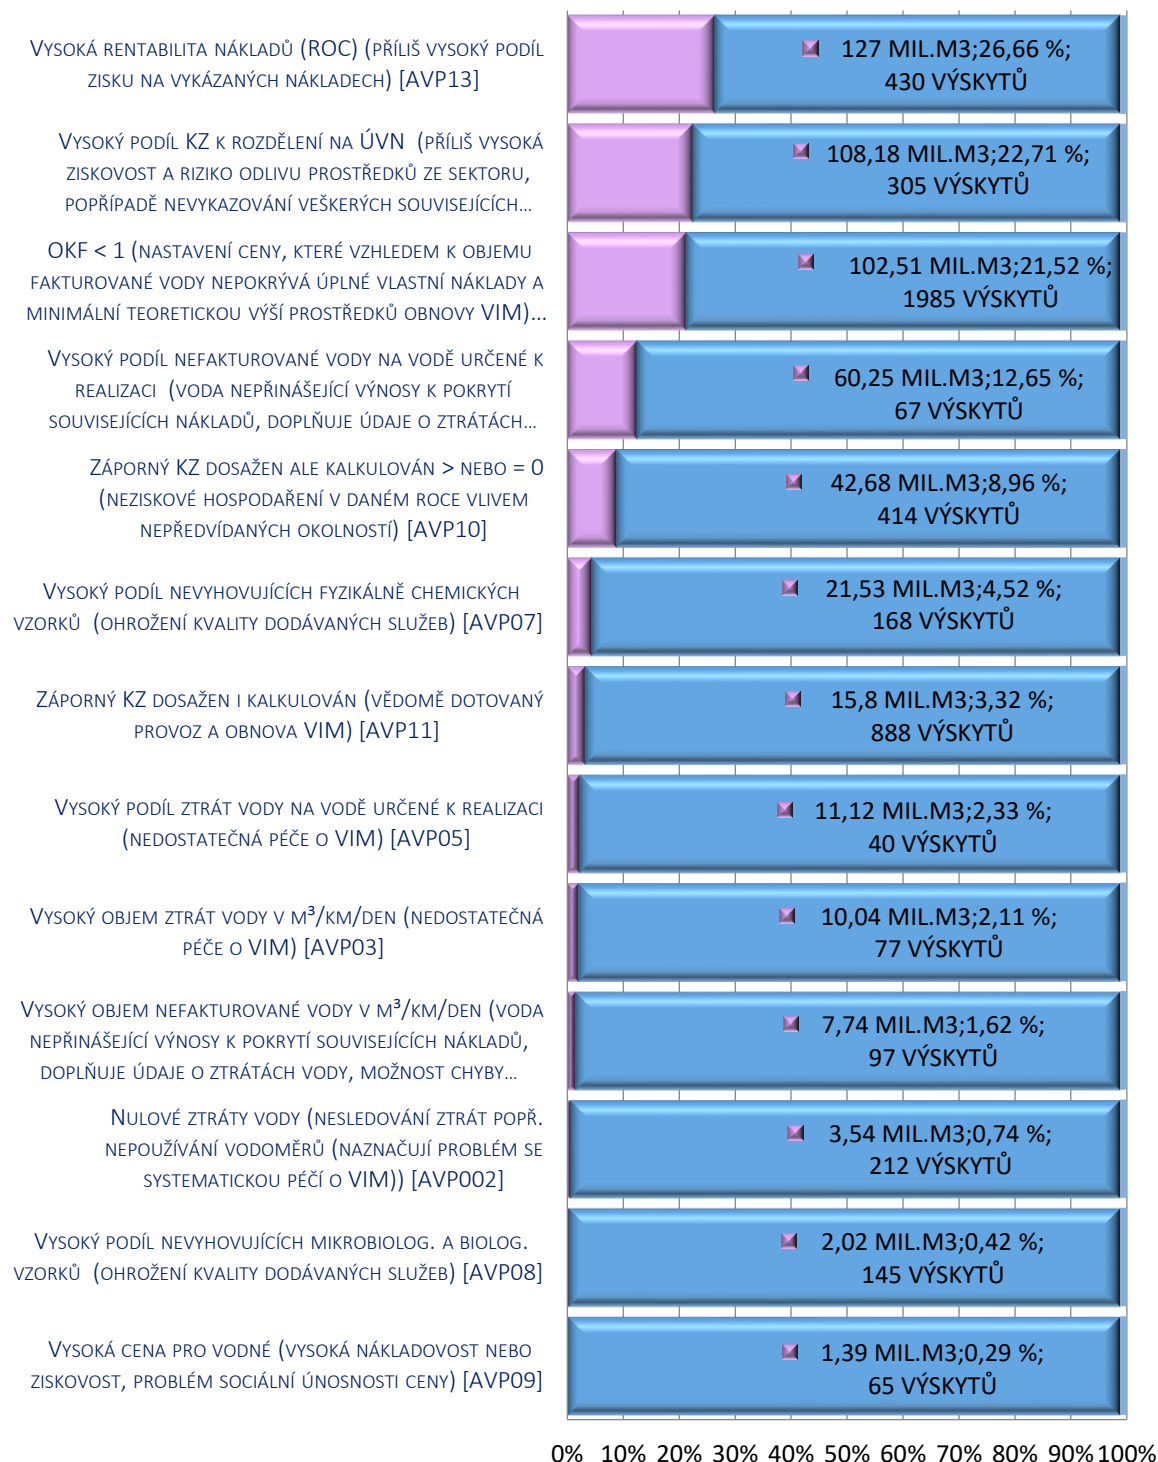 VYSOKÁ RENTABILITA NÁKLADŮ (ROC) (PŘÍLIŠ VYSOKÝ PODÍL
ZISKU NA VYKÁZANÝCH NÁKLADECH) [AVP13]
127 MIL.M3;26,66 %;
430 VÝSKYTŮ
VYSOKÝ PODÍL KZ K ROZDĚLENÍ NA ÚVN (PŘÍLIŠ VYSOKÁ
ZISKOVOST A RIZIKO ODLIVU PROSTŘEDKŮ ZE SEKTORU,
POPŘÍPADĚ NEVYKAZOVÁNÍ VEŠKERÝCH SOUVISEJÍCÍCH...
108,18 MIL.M3;22,71 %;
305 VÝSKYTŮ
OKF < 1 (NASTAVENÍ CENY, KTERÉ VZHLEDEM K OBJEMU
FAKTUROVANÉ VODY NEPOKRÝVÁ ÚPLNÉ VLASTNÍ NÁKLADY A
MINIMÁLNÍ TEORETICKOU VÝŠÍ PROSTŘEDKŮ OBNOVY VIM)...
102,51 MIL.M3;21,52 %;
1985 VÝSKYTŮ
VYSOKÝ PODÍL NEFAKTUROVANÉ VODY NA VODĚ URČENÉ K
REALIZACI (VODA NEPŘINÁŠEJÍCÍ VÝNOSY K POKRYTÍ
SOUVISEJÍCÍCH NÁKLADŮ, DOPLŇUJE ÚDAJE O ZTRÁTÁCH...
60,25 MIL.M3;12,65 %;
67 VÝSKYTŮ
ZÁPORNÝ KZ DOSAŽEN ALE KALKULOVÁN > NEBO = 0
(NEZISKOVÉ HOSPODAŘENÍ V DANÉM ROCE VLIVEM
NEPŘEDVÍDANÝCH OKOLNOSTÍ) [AVP10]
42,68 MIL.M3;8,96 %;
414 VÝSKYTŮ
VYSOKÝ PODÍL NEVYHOVUJÍCÍCH FYZIKÁLNĚ CHEMICKÝCH
VZORKŮ (OHROŽENÍ KVALITY DODÁVANÝCH SLUŽEB) [AVP07]
21,53 MIL.M3;4,52 %;
168 VÝSKYTŮ
ZÁPORNÝ KZ DOSAŽEN I KALKULOVÁN (VĚDOMĚ DOTOVANÝ
PROVOZ A OBNOVA VIM) [AVP11]
15,8 MIL.M3;3,32 %;
888 VÝSKYTŮ
VYSOKÝ PODÍL ZTRÁT VODY NA VODĚ URČENÉ K REALIZACI
(NEDOSTATEČNÁ PÉČE O VIM) [AVP05]
11,12 MIL.M3;2,33 %;
40 VÝSKYTŮ
VYSOKÝ OBJEM ZTRÁT VODY V M³/KM/DEN (NEDOSTATEČNÁ
PÉČE O VIM) [AVP03]
10,04 MIL.M3;2,11 %;
77 VÝSKYTŮ
VYSOKÝ OBJEM NEFAKTUROVANÉ VODY V M³/KM/DEN (VODA
NEPŘINÁŠEJÍCÍ VÝNOSY K POKRYTÍ SOUVISEJÍCÍCH NÁKLADŮ,
DOPLŇUJE ÚDAJE O ZTRÁTÁCH VODY, MOŽNOST CHYBY...
7,74 MIL.M3;1,62 %;
97 VÝSKYTŮ
NULOVÉ ZTRÁTY VODY (NESLEDOVÁNÍ ZTRÁT POPŘ.
NEPOUŽÍVÁNÍ VODOMĚRŮ (NAZNAČUJÍ PROBLÉM SE
SYSTEMATICKOU PÉČÍ O VIM)) [AVP002]
3,54 MIL.M3;0,74 %;
212 VÝSKYTŮ
VYSOKÝ PODÍL NEVYHOVUJÍCÍCH MIKROBIOLOG. A BIOLOG.
VZORKŮ (OHROŽENÍ KVALITY DODÁVANÝCH SLUŽEB) [AVP08]
2,02 MIL.M3;0,42 %;
145 VÝSKYTŮ
VYSOKÁ CENA PRO VODNÉ (VYSOKÁ NÁKLADOVOST NEBO
ZISKOVOST, PROBLÉM SOCIÁLNÍ ÚNOSNOSTI CENY) [AVP09]
1,39 MIL.M3;0,29 %;
65 VÝSKYTŮ
0% 10% 20% 30% 40% 50% 60% 70% 80% 90% 100%